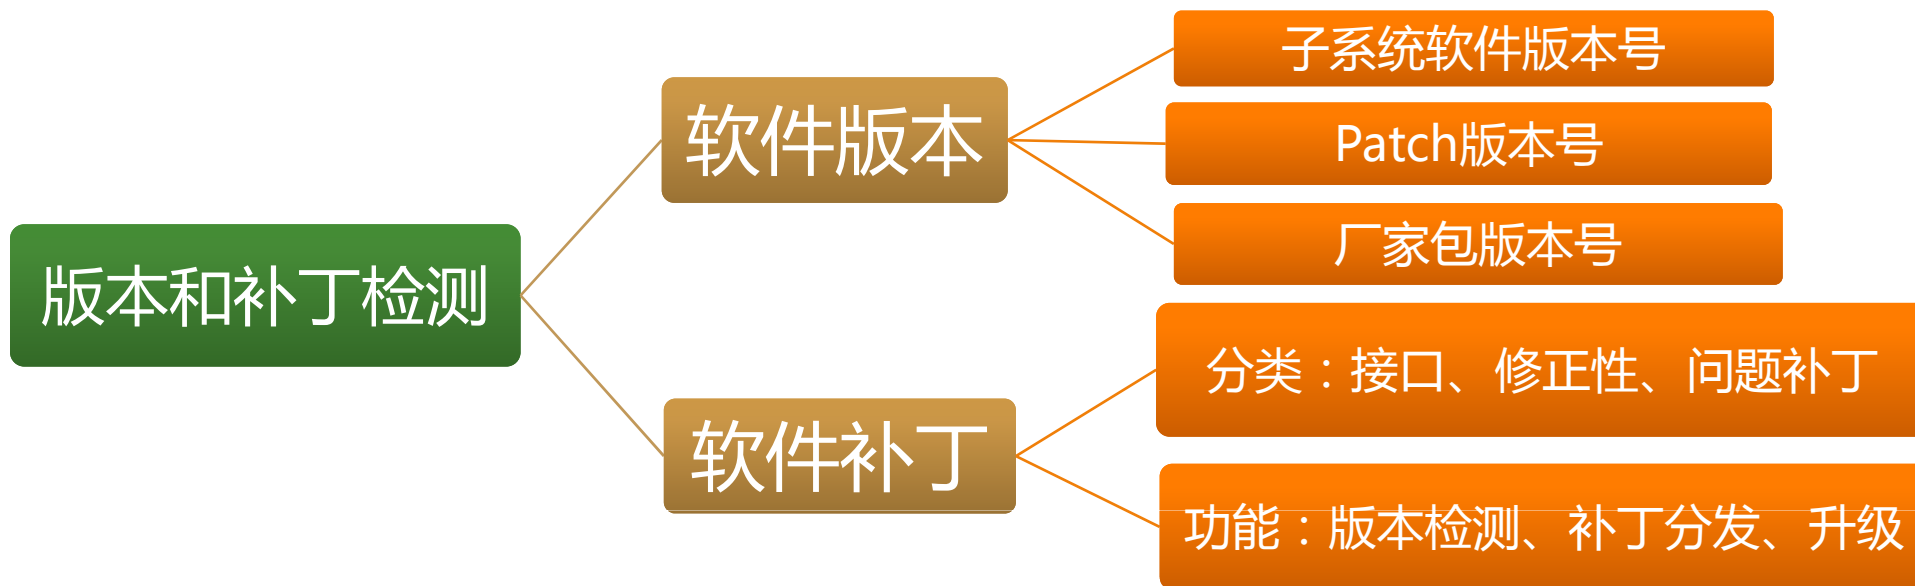 版本和补丁检测
软件版本
子系统软件版本号
Patch版本号
厂家包版本号
软件补丁
分类：接口、修正性、问题补丁
功能：版本检测、补丁分发、升级